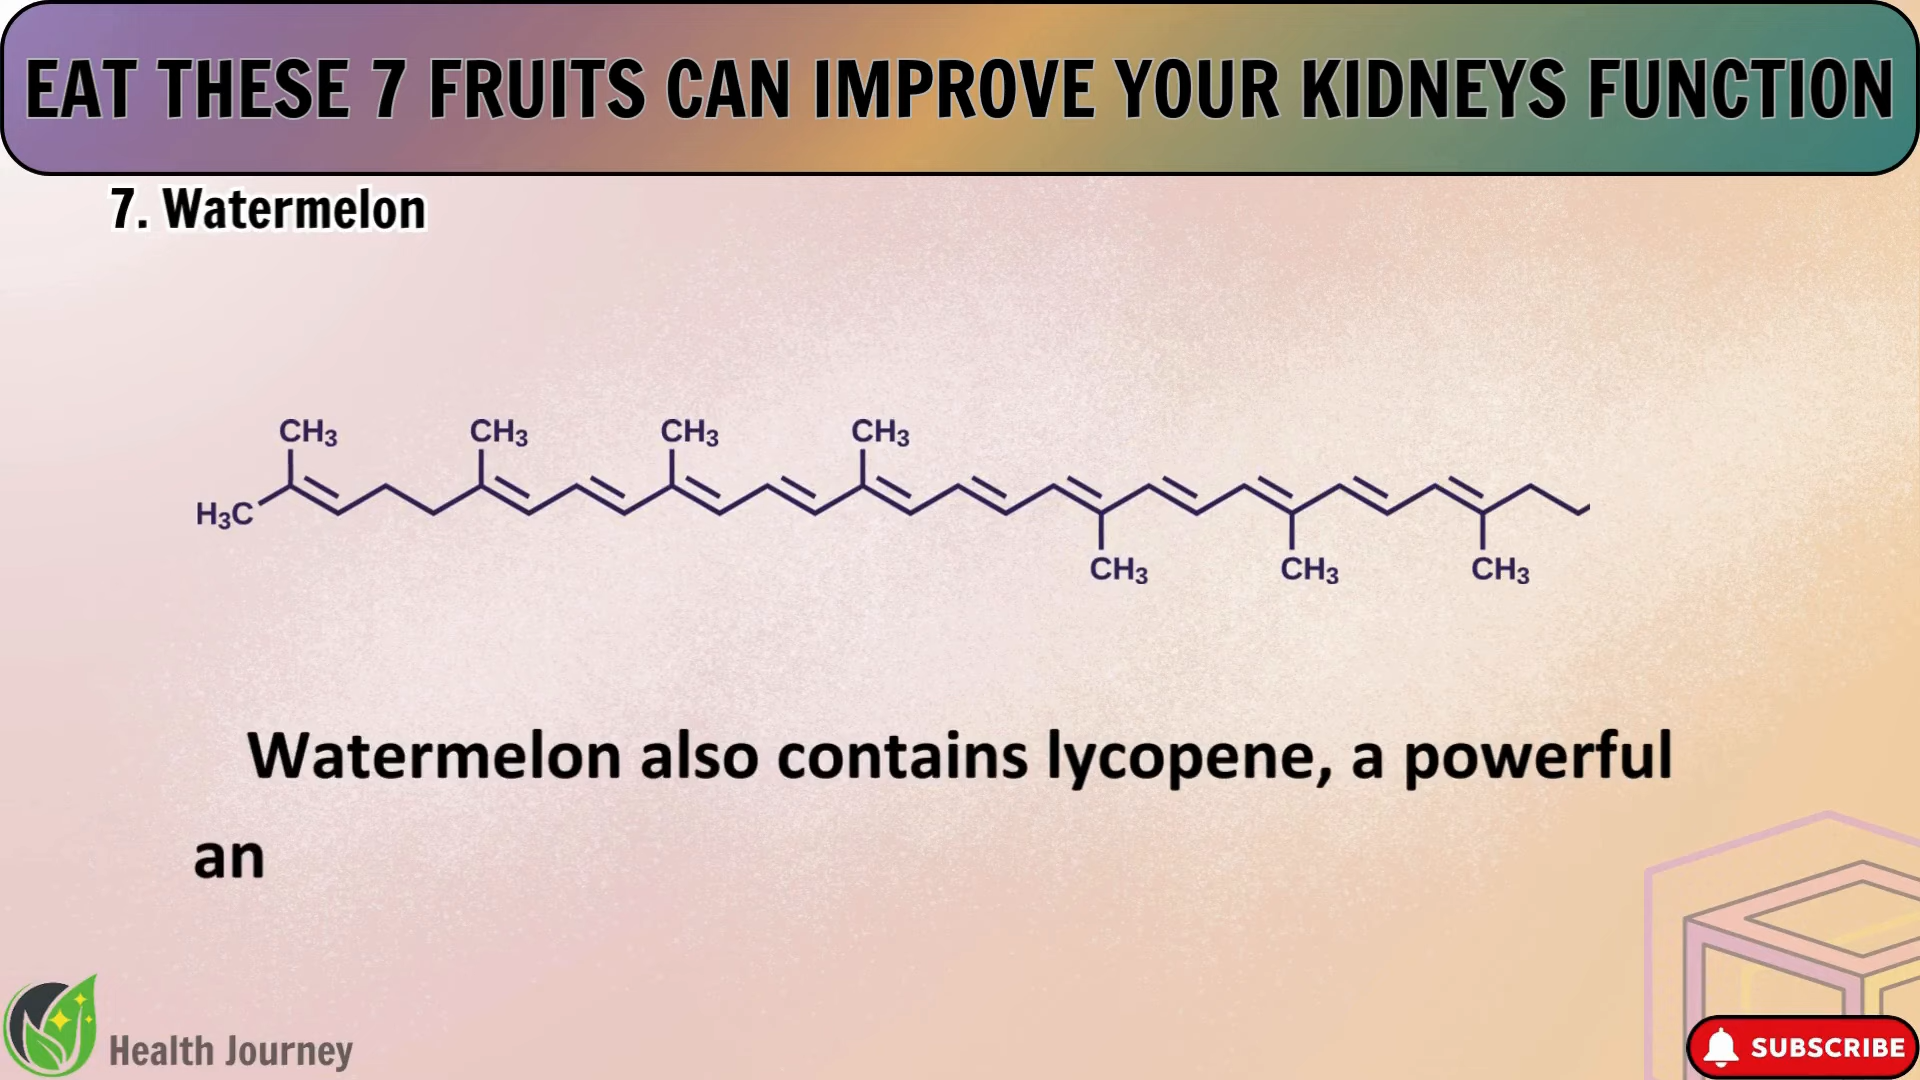 EAT THESE 7 FRUITS CAN IMPROVE YOUR KIDNEYS FUNCTION
7. Watermelon
CH₃ CH₃ CH₃ CH₃
H₃C
CH₃ CH₃ CH₃
Watermelon also contains lycopene, a powerful
an
Health Journey
SUBSCRIBE